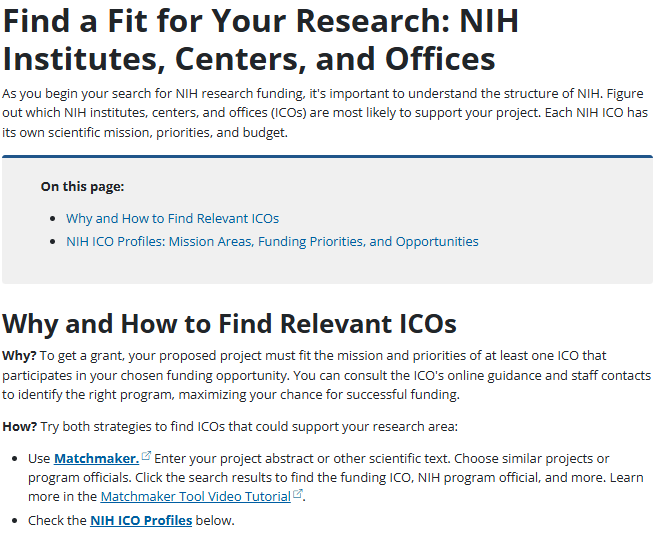 Find a Fit for Your Research: NIH
Institutes, Centers, and Offices
As you begin your search for NIH research funding, it's important to understand the structure of NIH. Figure
out which NIH institutes, centers, and offices (ICOs) are most likely to support your project. Each NIH ICO has
its own scientific mission, priorities, and budget.
On this page:
• Why and How to Find Relevant ICOs
• NIH ICO Profiles: Mission Areas, Funding Priorities, and Opportunities
Why and How to Find Relevant ICOs
Why? To get a grant, your proposed project must fit the mission and priorities of at least one ICO that
participates in your chosen funding opportunity. You can consult the ICO's online guidance and staff contacts
to identify the right program, maximizing your chance for successful funding.
How? Try both strategies to find ICOs that could support your research area:
• Use Matchmaker. Enter your project abstract or other scientific text. Choose similar projects or
program officials. Click the search results to find the funding ICO, NIH program official, and more. Learn
more in the Matchmaker Tool Video Tutorial.
• Check the NIH ICO Profiles below.